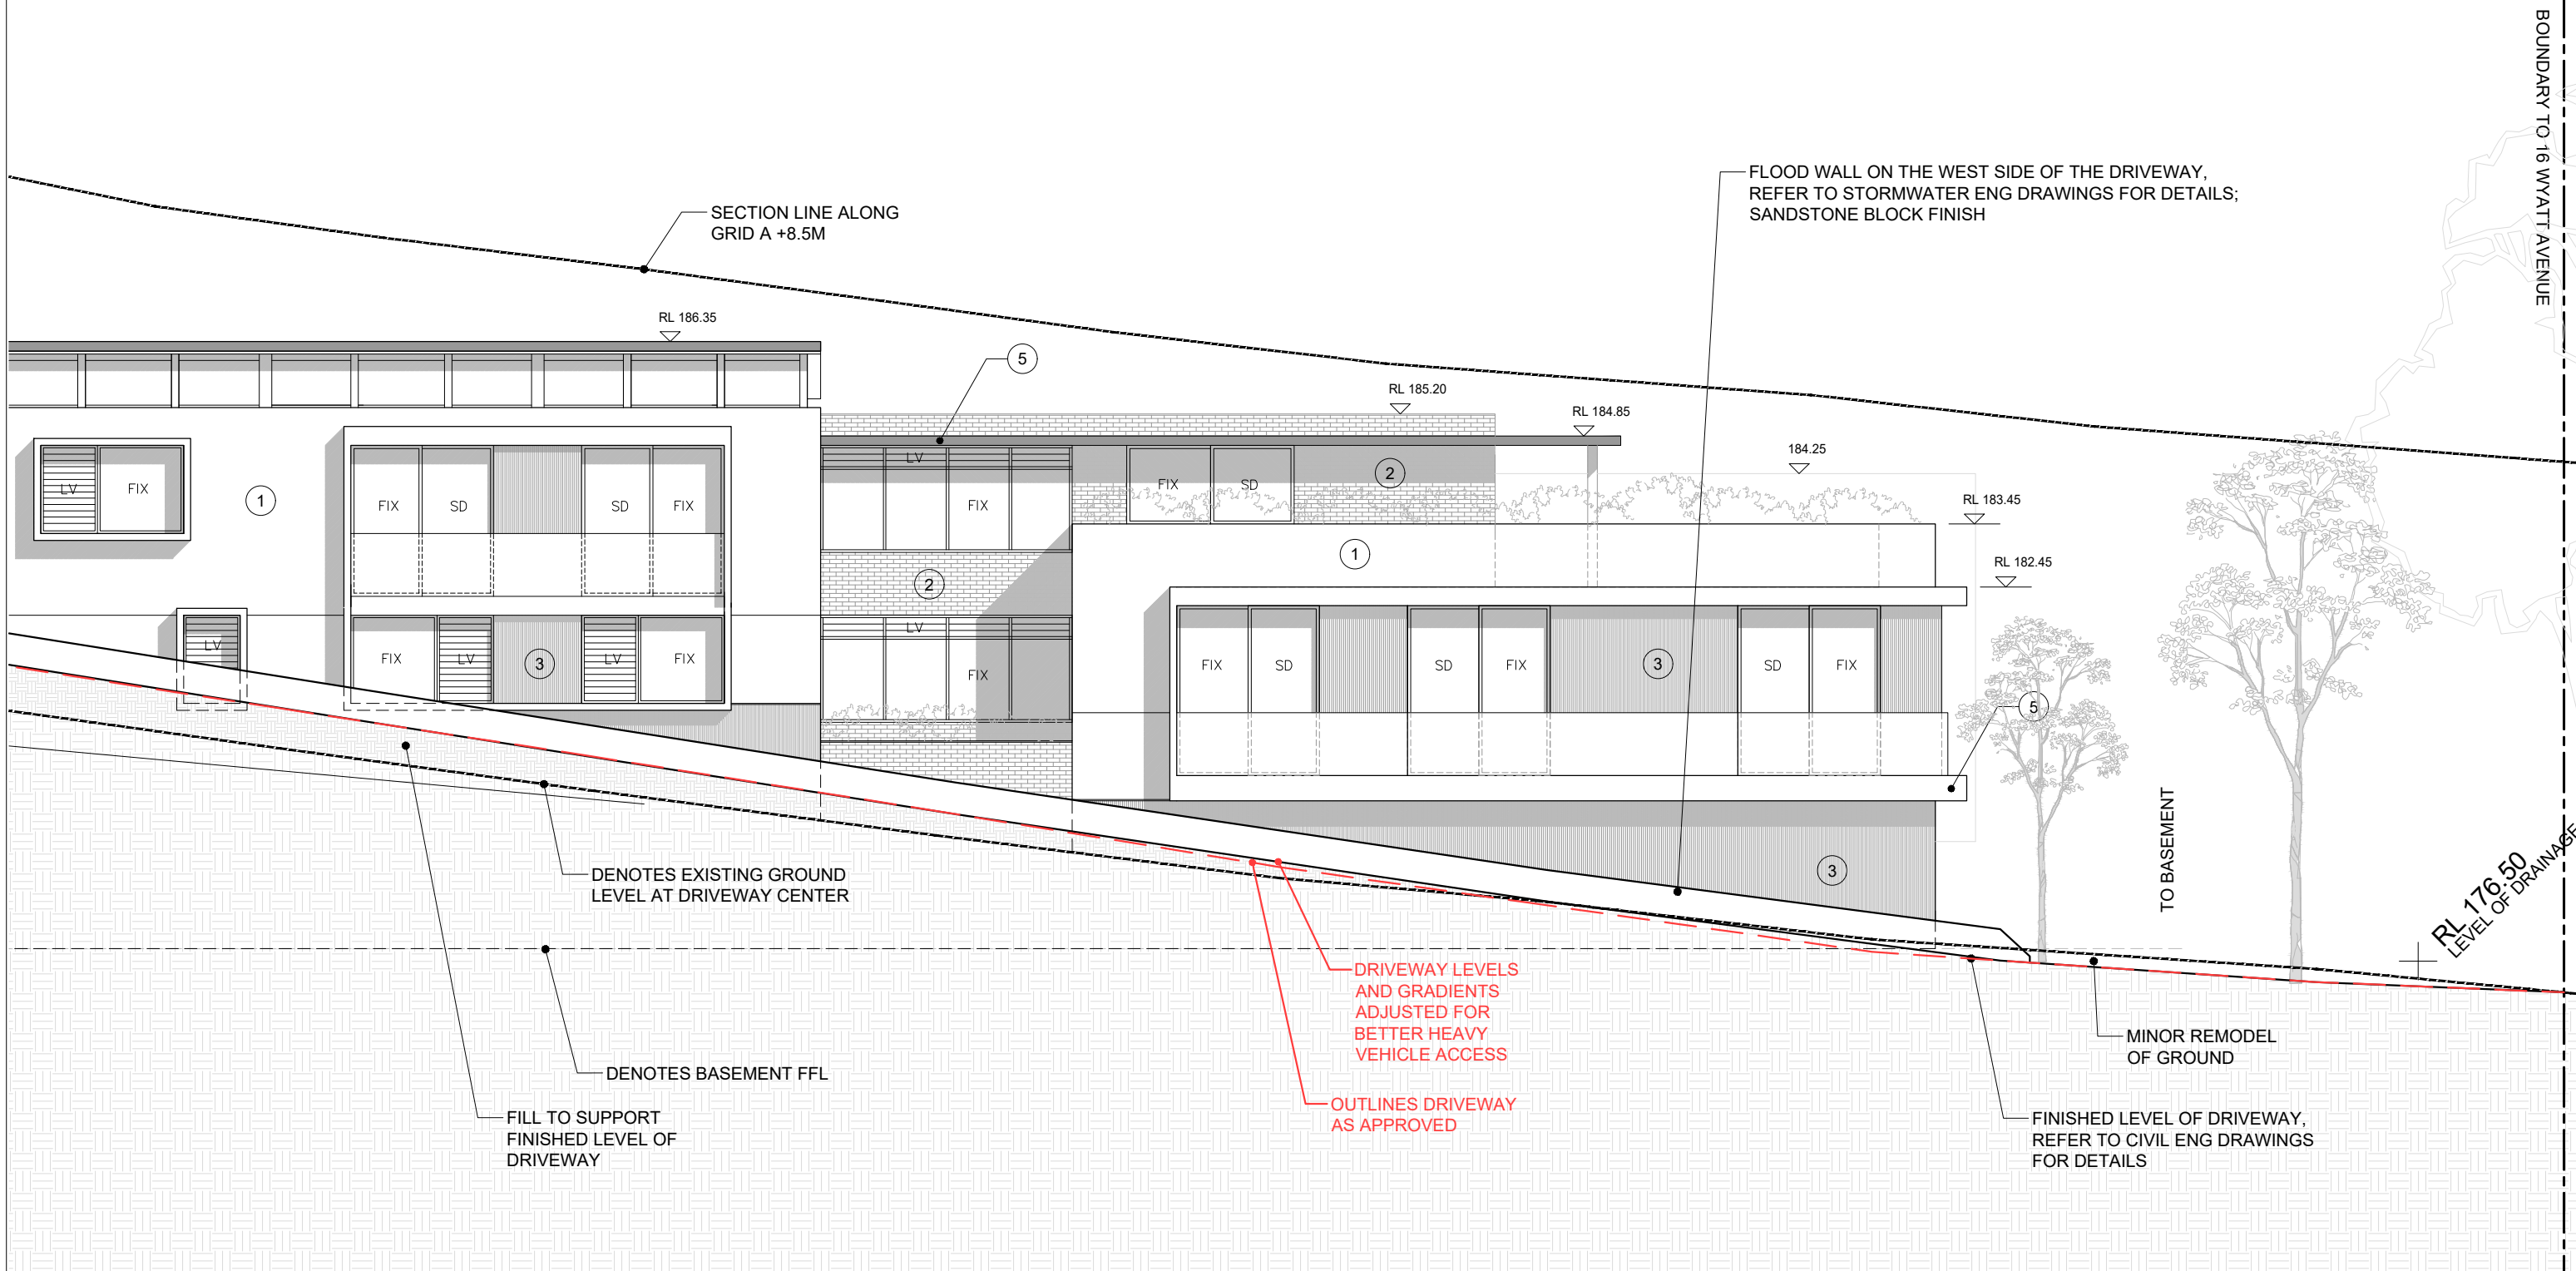 BOUNDARY TO 16 WYATT AVENUE
FLOOD WALL ON THE WEST SIDE OF THE DRIVEWAY,
REFER TO STORMWATER ENG DRAWINGS FOR DETAILS;
SANDSTONE BLOCK FINISH
SECTION LINE ALONG
GRID A +8.5M
RL 186.35
5
RL 185.20
RL 184.85
184.25
RL 183.45
RL 182.45
LV
FIX
1
FIX
SD
SD
FIX
LV
FIX
FIX
SD
2
1
2
LV
FIX
LV
3
LV
FIX
LV
FIX
FIX
SD
SD
FIX
3
SD
FIX
5
3
TO BASEMENT
RL 176.50
LEVEL OF DRAINAGE
DENOTES EXISTING GROUND
LEVEL AT DRIVEWAY CENTER
DRIVEWAY LEVELS
AND GRADIENTS
ADJUSTED FOR
BETTER HEAVY
VEHICLE ACCESS
MINOR REMODEL
OF GROUND
DENOTES BASEMENT FFL
OUTLINES DRIVEWAY
AS APPROVED
FILL TO SUPPORT
FINISHED LEVEL OF
DRIVEWAY
FINISHED LEVEL OF DRIVEWAY,
REFER TO CIVIL ENG DRAWINGS
FOR DETAILS